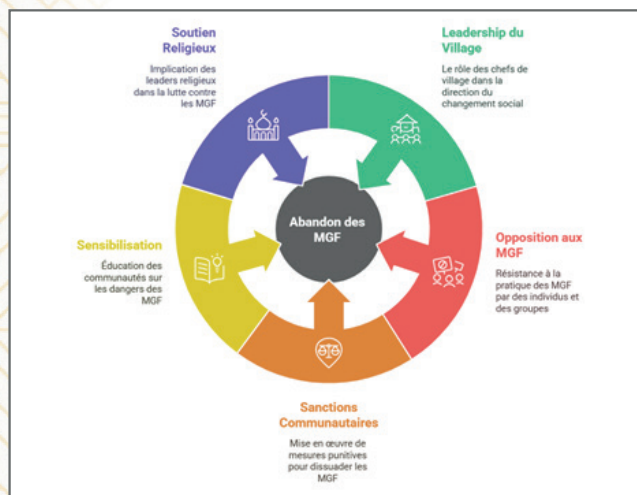 Soutien
Religieux
Implication des
leaders religieux
dans la lutte contre
les MGF
Leadership du
Village
Le rôle des chefs de
village dans la
direction du
changement social
Abandon des
MGF
Sensibilisation
Éducation des
communautés sur
les dangers des
MGF
Opposition aux
MGF
Résistance à la
pratique des MGF
par des individus et
des groupes
Sanctions
Communautaires
Mise en œuvre de
mesures punitives
pour dissuader les
MGF